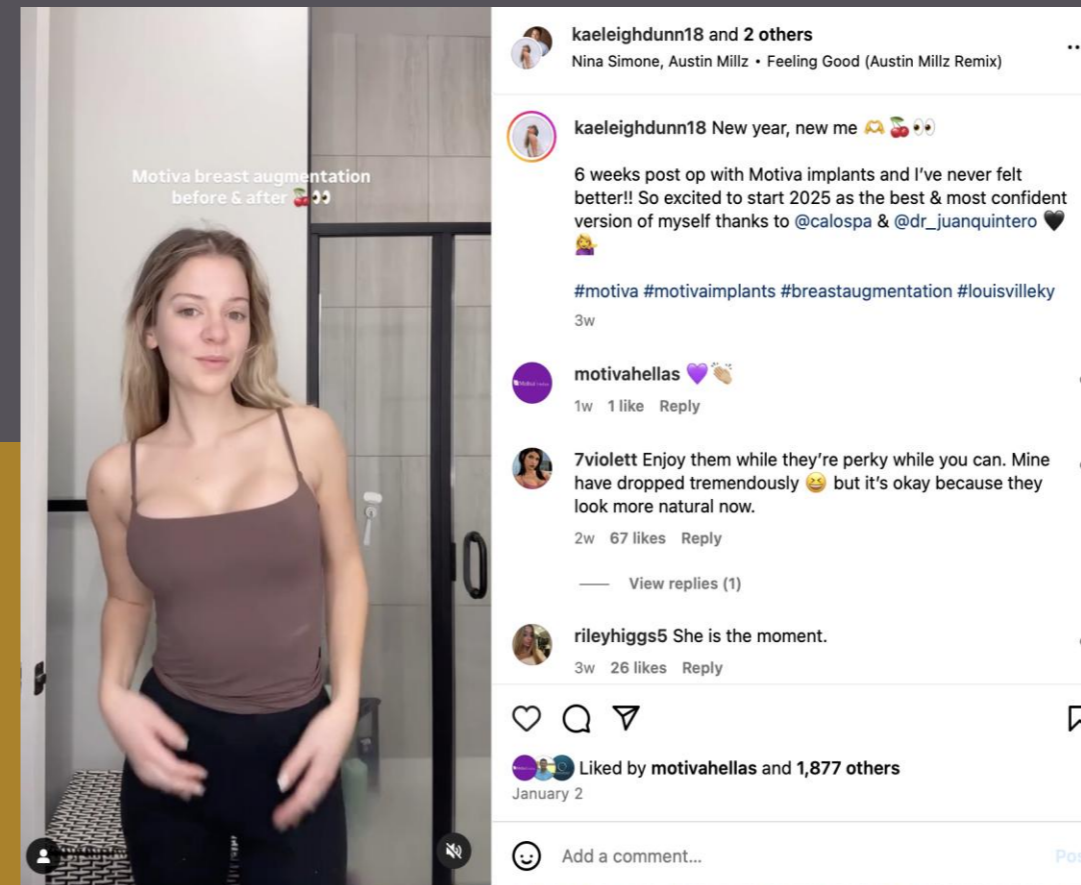 Motiva breast augmentation
before & after 🍒👀
kaeleighdunn18 and 2 others
Nina Simone, Austin Millz • Feeling Good (Austin Millz Remix)
kaeleighdunn18 New year, new me 🫶🍒👀
6 weeks post op with Motiva implants and I've never felt
better!! So excited to start 2025 as the best & most confident
version of myself thanks to @calospa & @dr_juanquintero 🖤
💁‍♀️
#motiva #motivaimplants #breastaugmentation #louisvilleky
3w
motivahellas 💜👏🏼
1w 1 like Reply
7violett Enjoy them while they're perky while you can. Mine
have dropped tremendously 😆 but it's okay because they
look more natural now.
2w 67 likes Reply
View replies (1)
rileyhiggs5 She is the moment.
3w 26 likes Reply
Liked by motivahellas and 1,877 others
January 2
Add a comment...